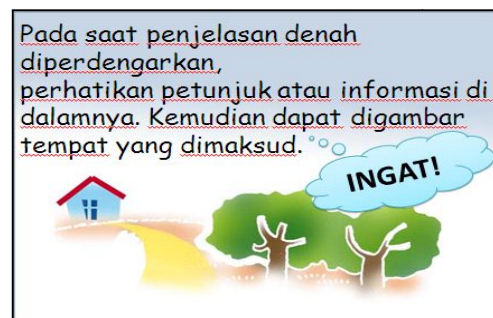 Pada saat penjelasan denah
diperdengarkan,
perhatikan petunjuk atau informasi di
dalamnya. Kemudian dapat digambar
tempat yang dimaksud.
INGAT!